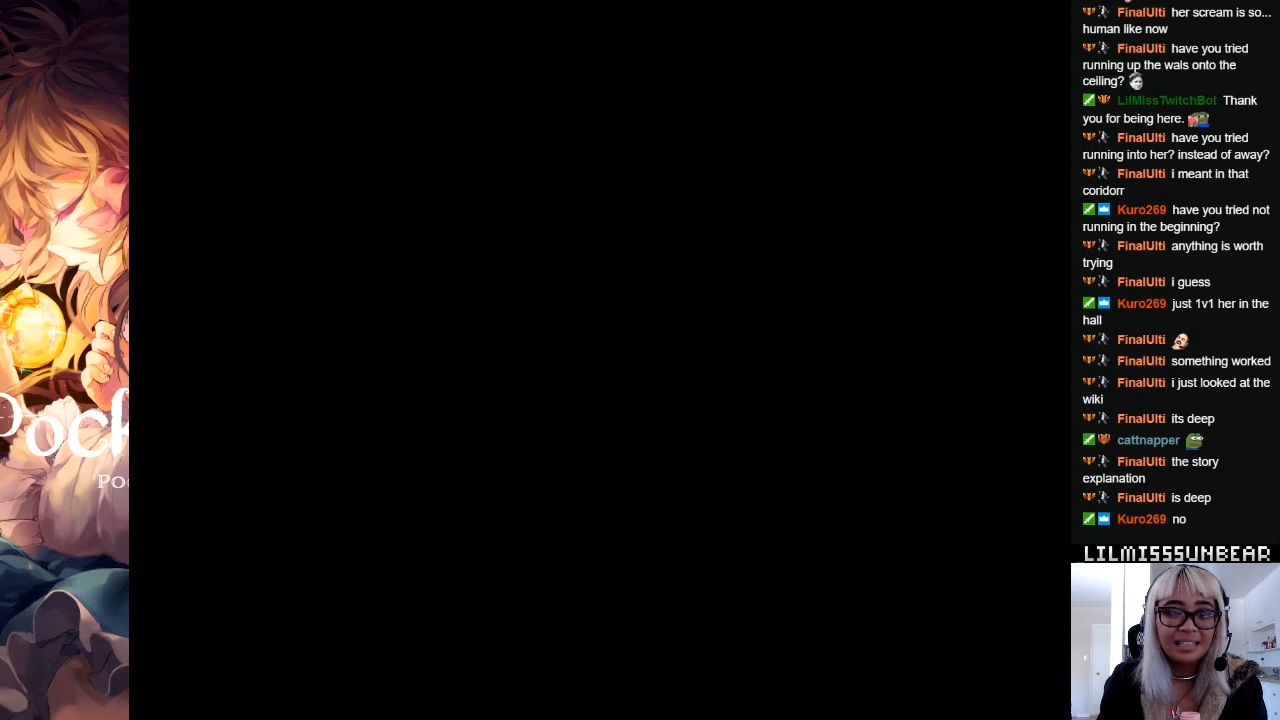 FinalUlti her scream is so...
human like now
FinalUlti have you tried
running up the wals onto the
ceiling?
LilMissTwitchBot Thank
you for being here.
FinalUlti have you tried
running into her? instead of away?
FinalUlti i meant in that
coridorr
Kuro269 have you tried not
running in the beginning?
FinalUlti anything is worth
trying
FinalUlti i guess
Kuro269 just 1v1 her in the
hall
FinalUlti
FinalUlti something worked
FinalUlti i just looked at the
wiki
FinalUlti its deep
cattnapper
FinalUlti the story
explanation
FinalUlti is deep
Kuro269 no
LILMISSSUNBEAR
Pock
Poc